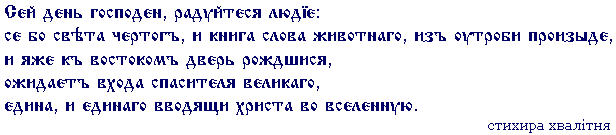 Сей день господен, радуйтеся людїе:
се бо свѣта чертогъ, и книга слова животнаго, изъ оутроби произыде,
и яже къ востокомъ дверь рождшися,
ожидаетъ входа спасителя великаго,
едина, и единаго вводящи христа во вселенную.
стихира хвалітня